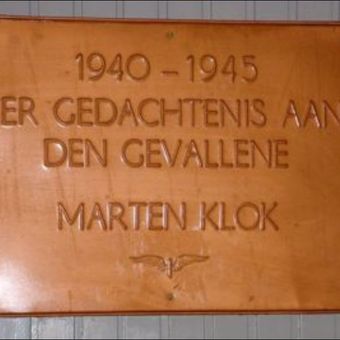 1940 – 1945
ER GEDACHTENIS AAN
DEN GEVALLENE
MARTEN KLOK